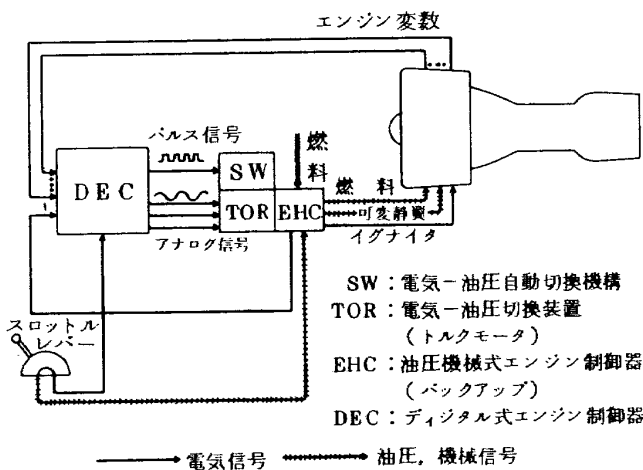 エンジン変数
パルス信号
燃料
SW
DEC
TOR
EHC
燃料
可変静翼
イグナイタ
アナログ信号
スロットル
レバー
SW：電気－油圧自動切換機構
TOR：電気－油圧切換装置
（トルクモータ）
EHC：油圧機械式エンジン制御器
（バックアップ）
DEC：ディジタル式エンジン制御器
電気信号
油圧，機械信号